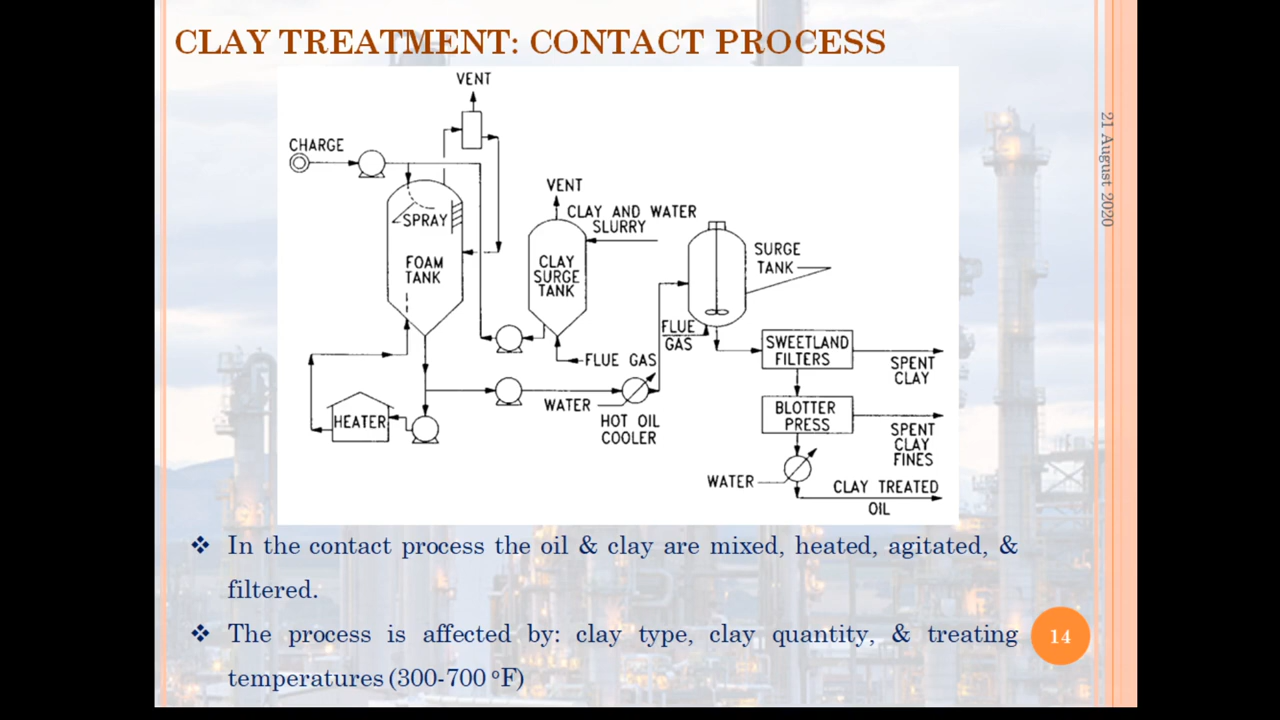 CLAY TREATMENT: CONTACT PROCESS
21 August 2020
VENT
CHARGE
SPRAY
FOAM
TANK
VENT
CLAY AND WATER
SLURRY
CLAY
SURGE
TANK
SURGE
TANK
FLUE GAS
FLUE
GAS
SWEETLAND
FILTERS
SPENT
CLAY
HEATER
WATER
HOT OIL
COOLER
BLOTTER
PRESS
SPENT
CLAY
FINES
WATER
CLAY TREATED
OIL
❖ In the contact process the oil & clay are mixed, heated, agitated, &
filtered.
❖ The process is affected by: clay type, clay quantity, & treating
temperatures (300-700 ºF)
14